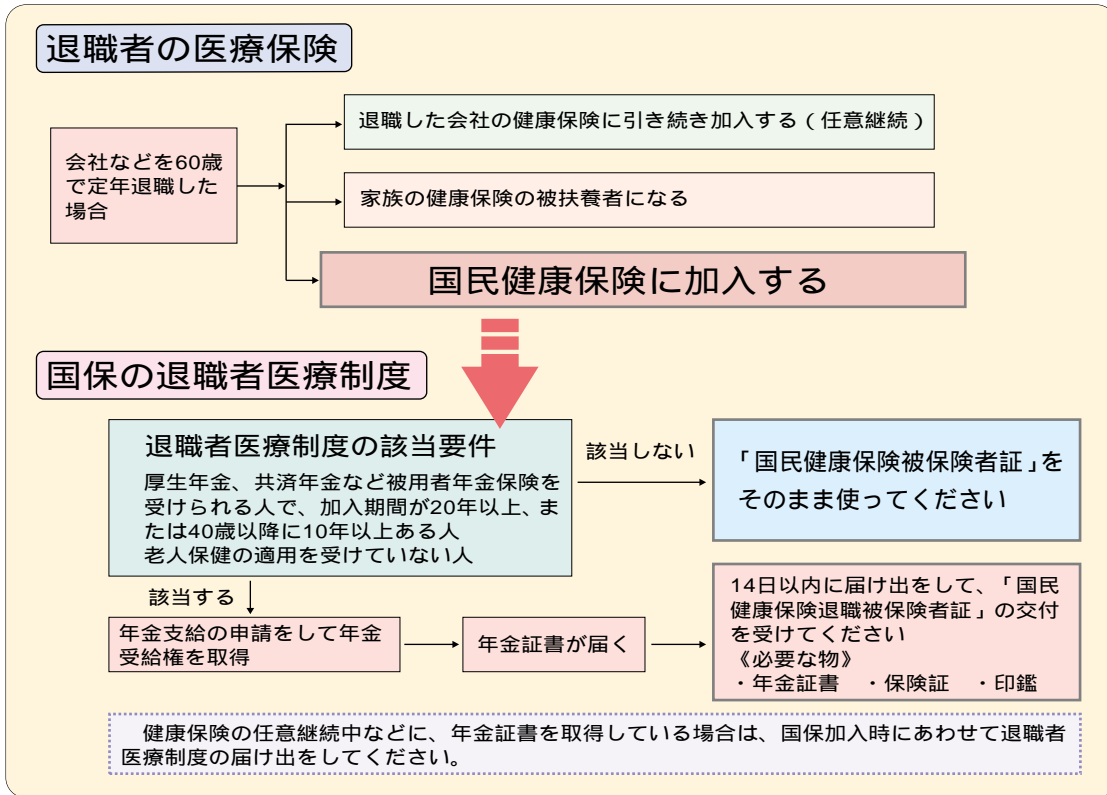 退職者の医療保険
退職した会社の健康保険に引き続き加入する(任意継続)
会社などを60歳
で定年退職した
場合
家族の健康保険の被扶養者になる
国民健康保険に加入する
国保の退職者医療制度
退職者医療制度の該当要件
厚生年金、共済年金など被用者年金保険を
受けられる人で、加入期間が20年以上、ま
たは40歳以降に10年以上ある人
老人保健の適用を受けていない人
該当しない
「国民健康保険被保険者証」を
そのまま使ってください
該当する
年金支給の申請をして年金
受給権を取得
年金証書が届く
14日以内に届け出をして、「国民
健康保険退職被保険者証」の交付
を受けてください
《必要な物》
・年金証書 ・保険証 ・印鑑
健康保険の任意継続中などに、年金証書を取得している場合は、国保加入時にあわせて退職者
医療制度の届け出をしてください。